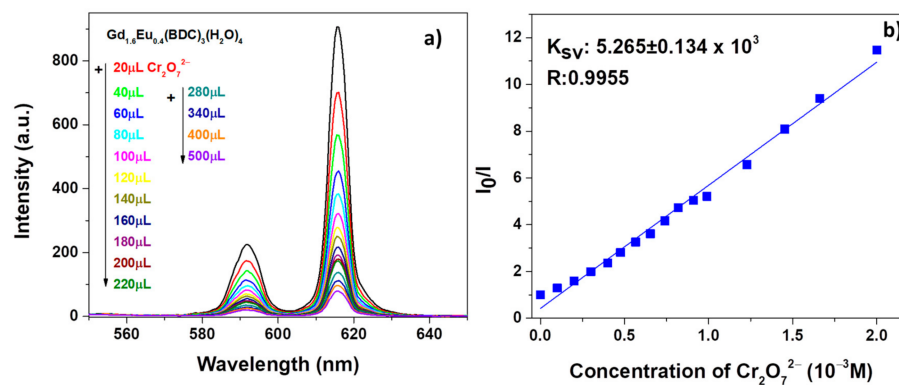 Gd₁.₆Eu₀.₄(BDC)₃(H₂O)₄
a)
+ 20μL Cr₂O₇²⁻
40μL
60μL
80μL
100μL
120μL
140μL
160μL
180μL
200μL
220μL
+ 280μL
340μL
400μL
500μL
800
600
400
200
0
Intensity (a.u.)
560 580 600 620 640
Wavelength (nm)
b)
K_SV: 5.265±0.134 x 10³
R:0.9955
12
10
8
6
4
2
0
I₀/I
0.0 0.5 1.0 1.5 2.0
Concentration of Cr₂O₇²⁻ (10⁻³M)